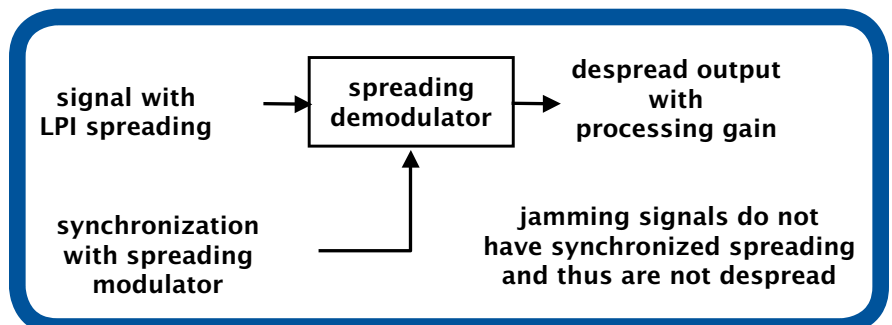 signal with
LPI spreading
spreading
demodulator
despread output
with
processing gain
synchronization
with spreading
modulator
jamming signals do not
have synchronized spreading
and thus are not despread